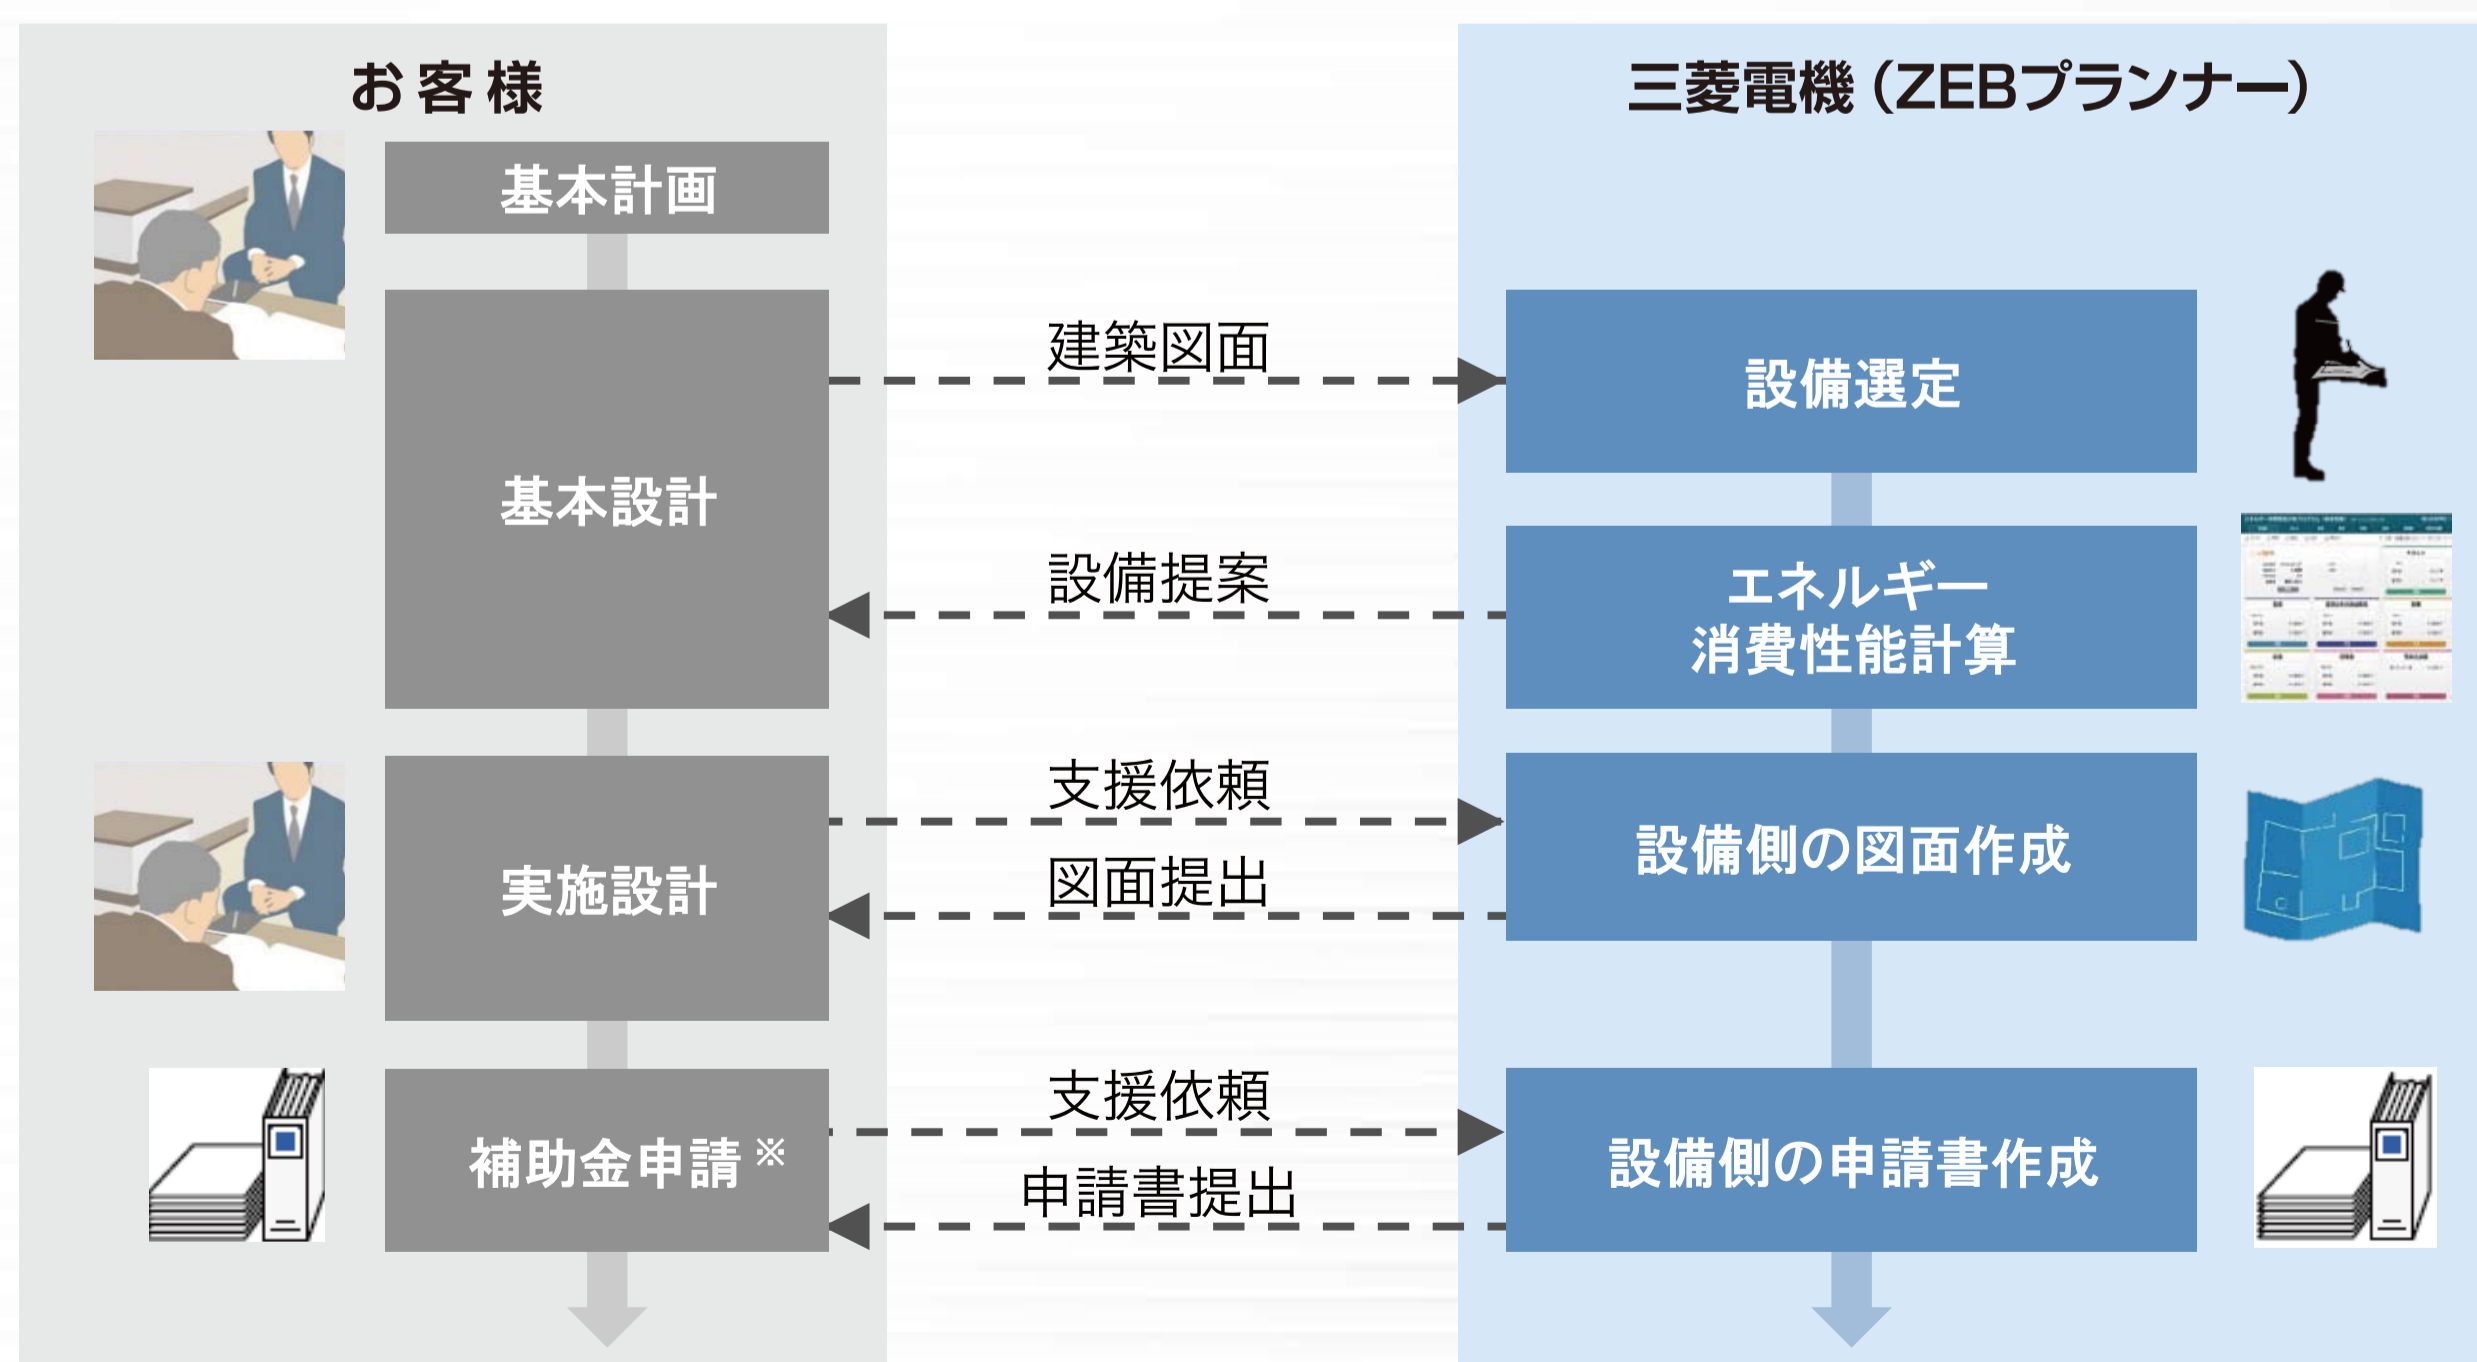 お客様
三菱電機（ZEBプランナー）
基本計画
基本設計
建築図面
設備選定
設備提案
エネルギー
消費性能計算
支援依頼
実施設計
図面提出
設備側の図面作成
支援依頼
補助金申請※
申請書提出
設備側の申請書作成